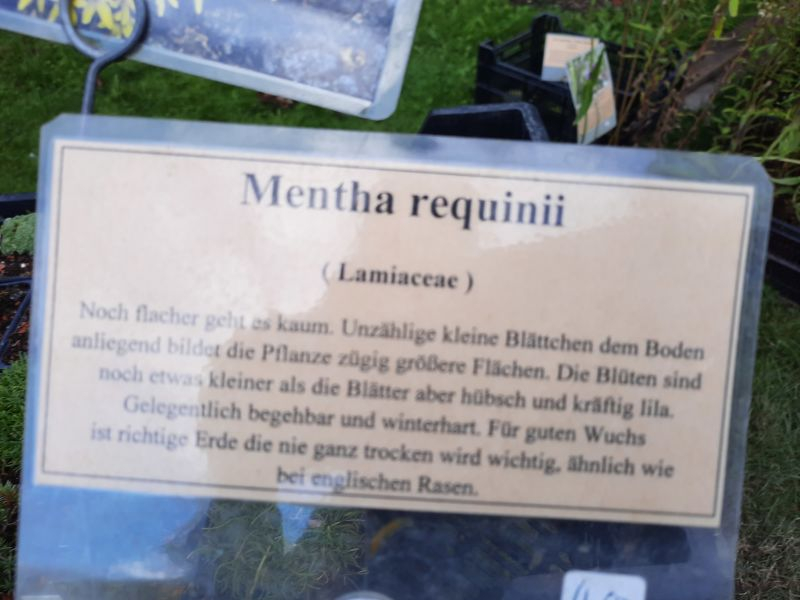 Mentha requinii
( Lamiaceae )
Noch flacher geht es kaum. Unzählige kleine Blättchen dem Boden
anliegend bildet die Pflanze zügig größere Flächen. Die Blüten sind
noch etwas kleiner als die Blätter aber hübsch und kräftig lila.
Gelegentlich begehbar und winterhart. Für guten Wuchs
ist richtige Erde die nie ganz trocken wird wichtig, ähnlich wie
bei englischen Rasen.